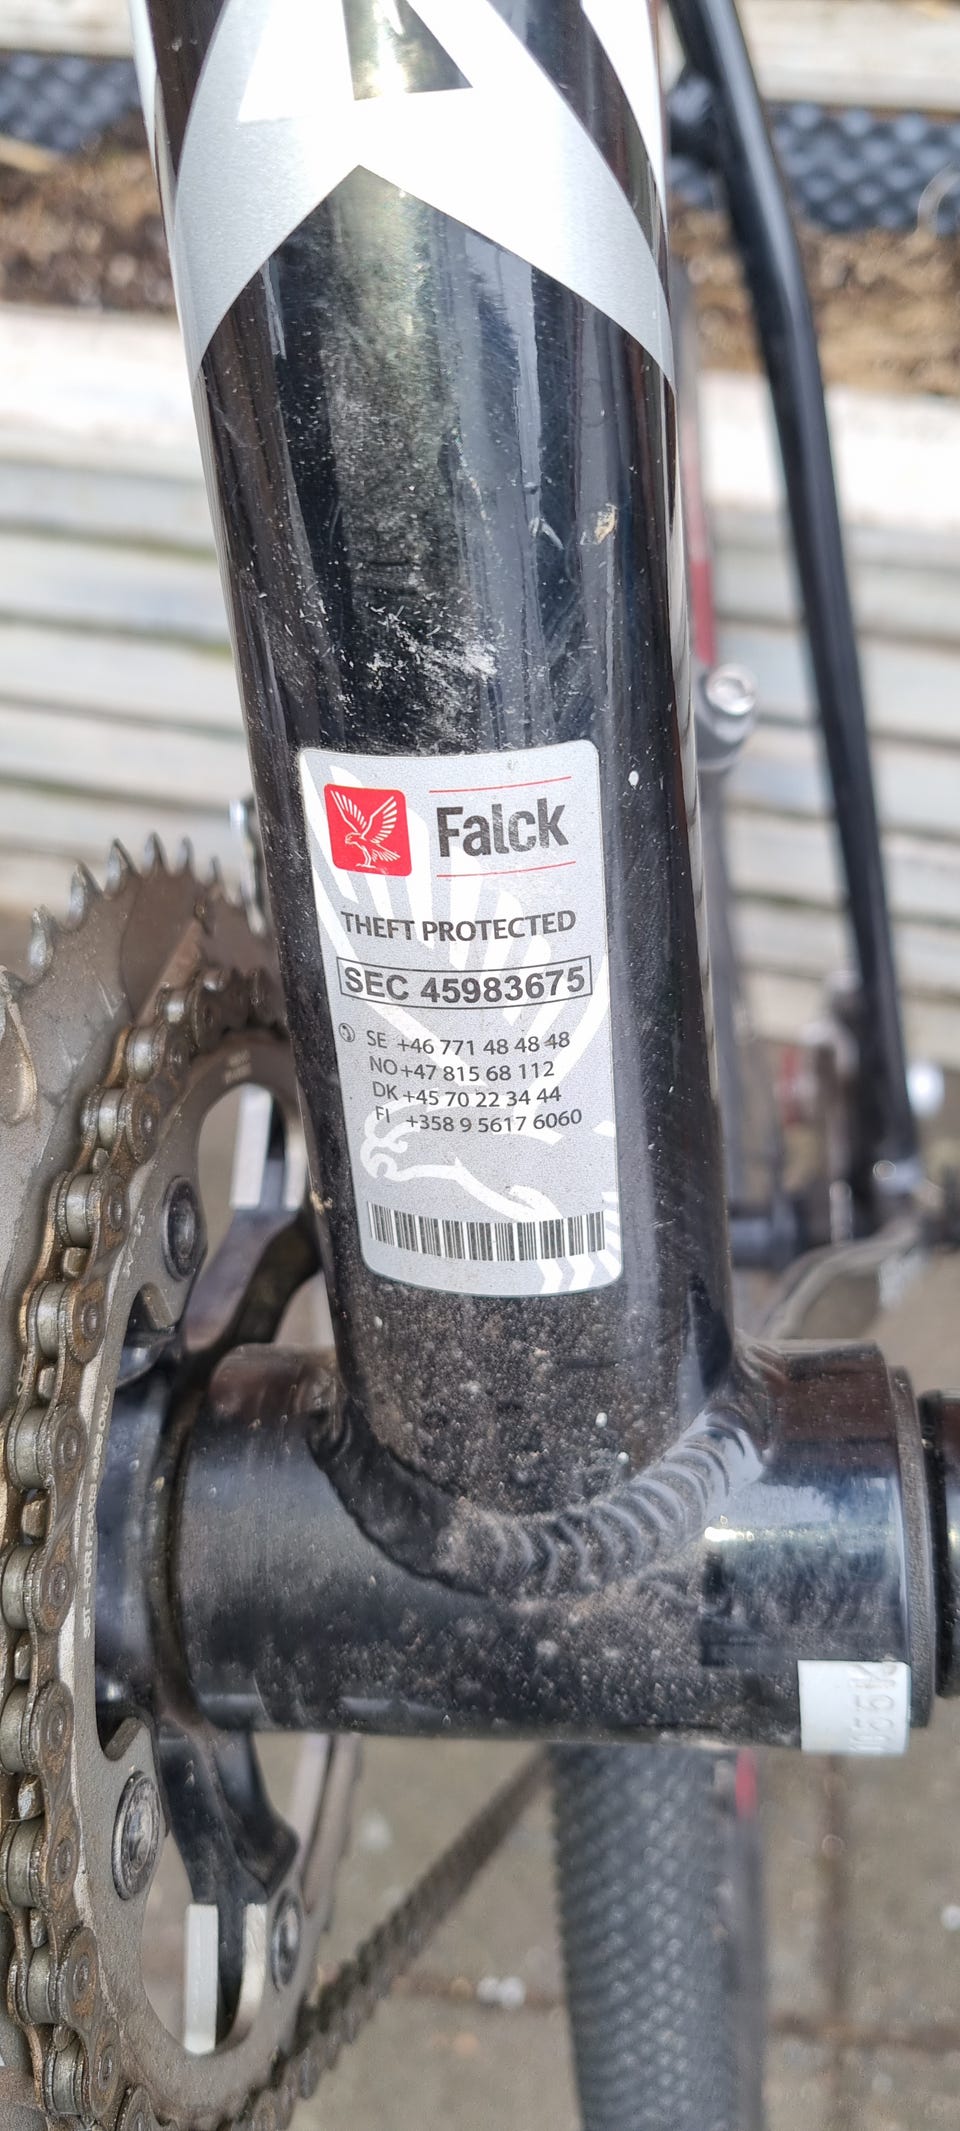 Falck
THEFT PROTECTED
SEC 45983675
SE +46 771 48 48 48
NO +47 815 68 112
DK +45 70 22 34 44
FI +358 9 5617 6060